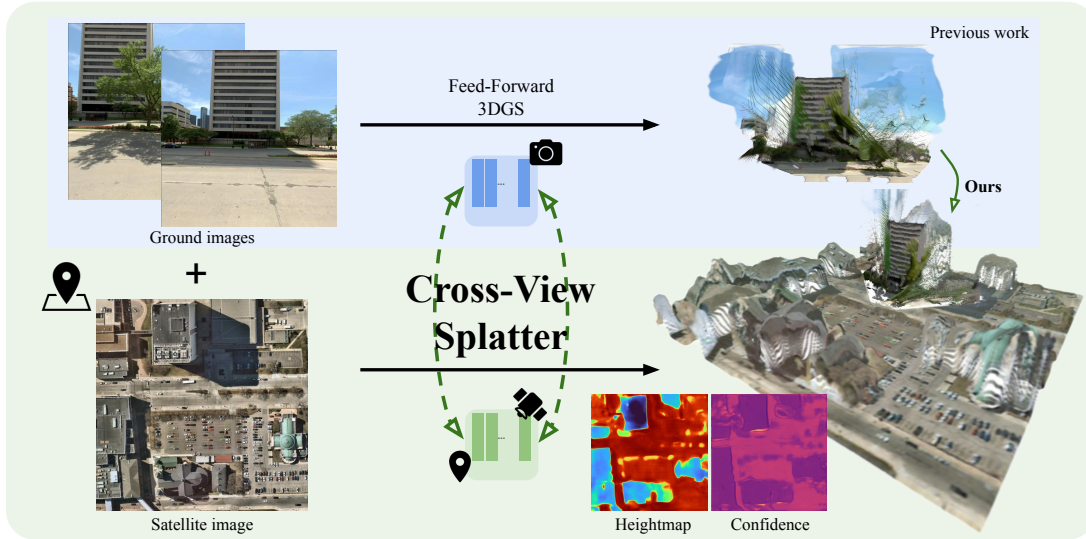 Previous work
Feed-Forward
3DGS
...
Ours
Ground images
+
Cross-View
Splatter
...
Satellite image
Heightmap
Confidence